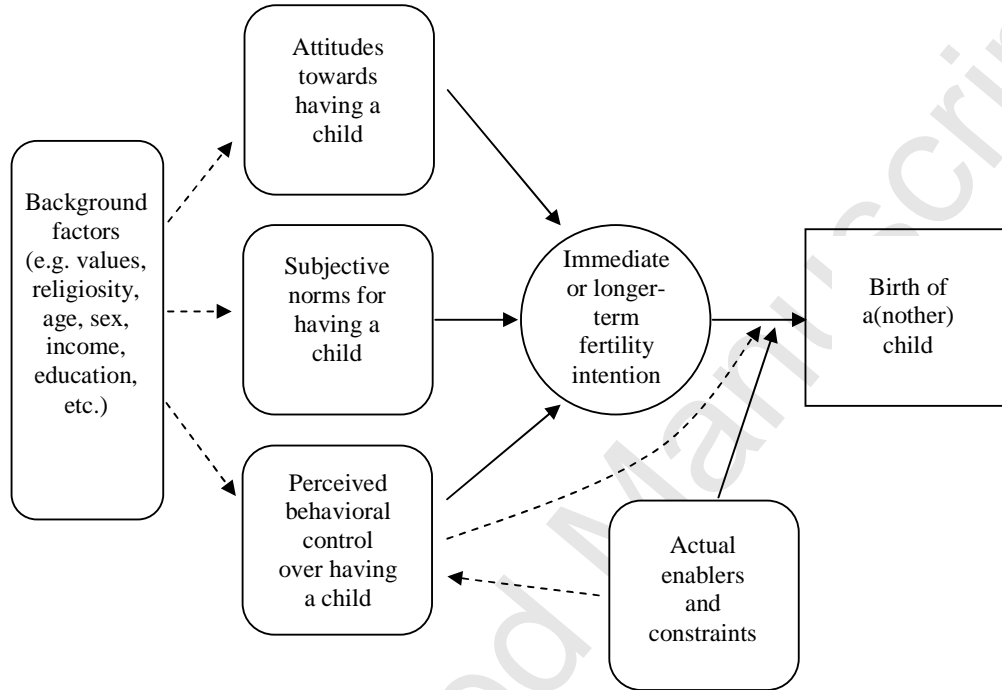 Attitudes
towards
having a
child
Background
factors
(e.g. values,
religiosity,
age, sex,
income,
education,
etc.)
Subjective
norms for
having a
child
Immediate
or longer-
term
fertility
intention
Birth of
a(nother)
child
Perceived
behavioral
control
over having
a child
Actual
enablers
and
constraints